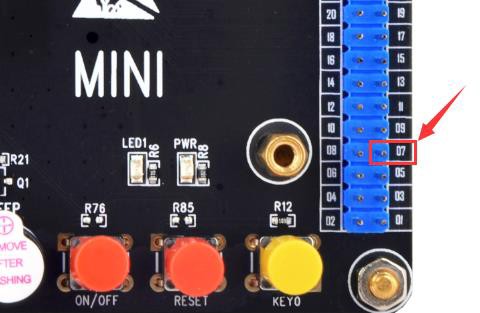 MINI
20 19
18 17
16 15
14 13
12 11
10 09
08 07
06 05
04 03
02 01
LED1 R6 PWR R8
R21
Q1
R76 R85 R12
MOVE
FTER
SHING
ON/OFF RESET KEY0